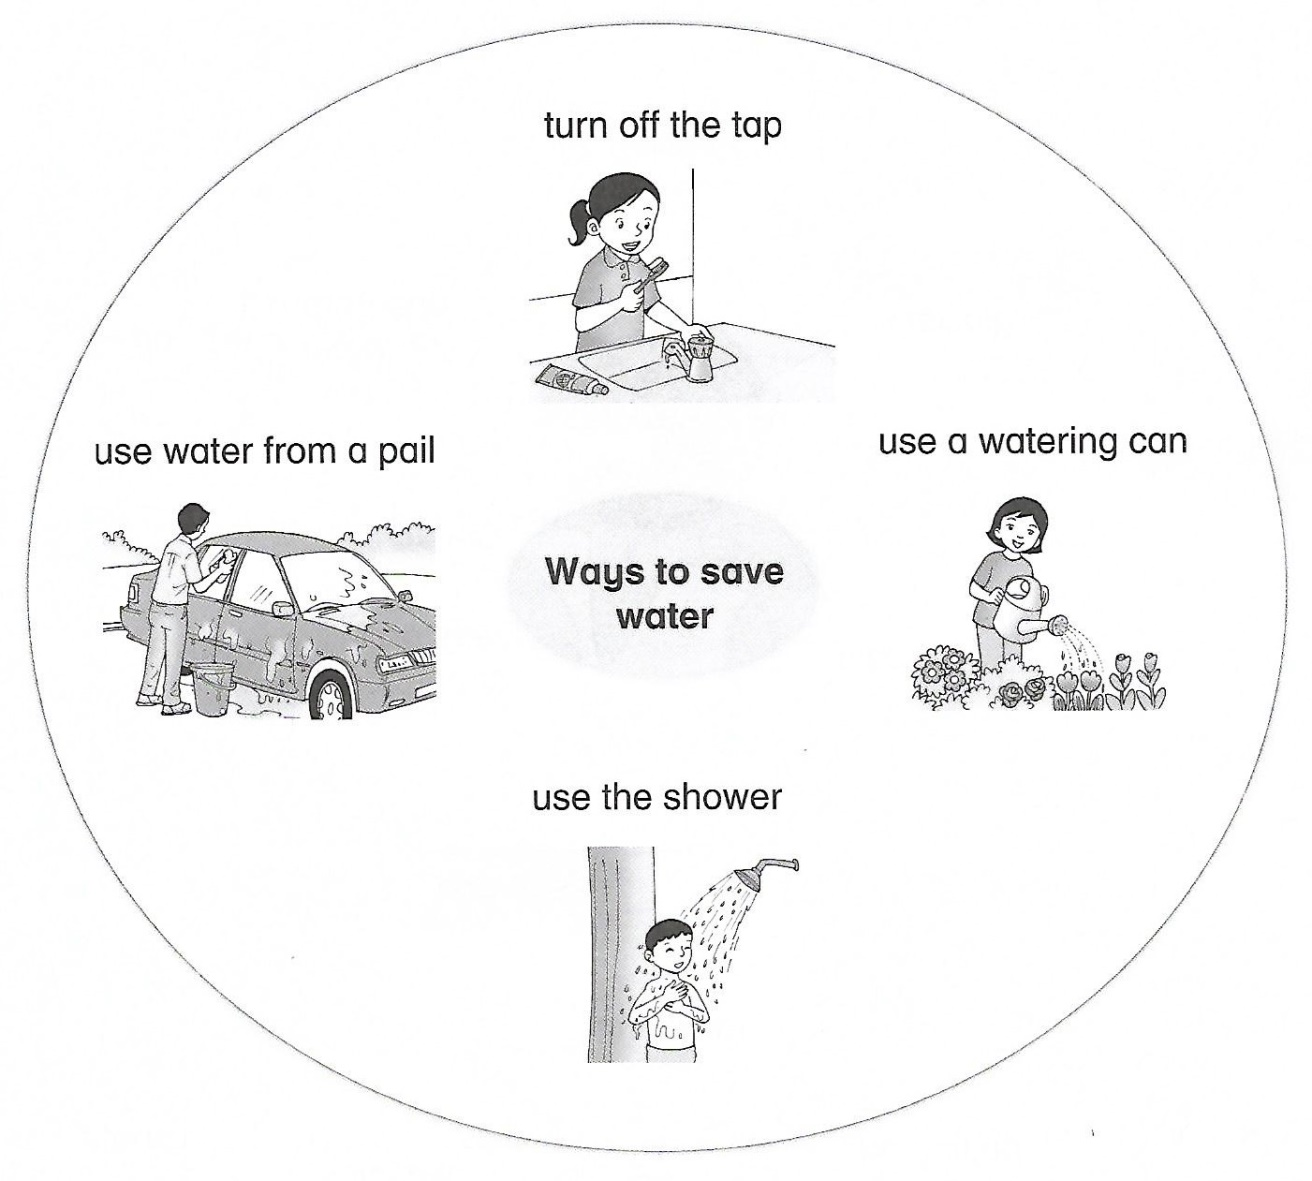 turn off the tap
use water from a pail
use a watering can
Ways to save
water
use the shower